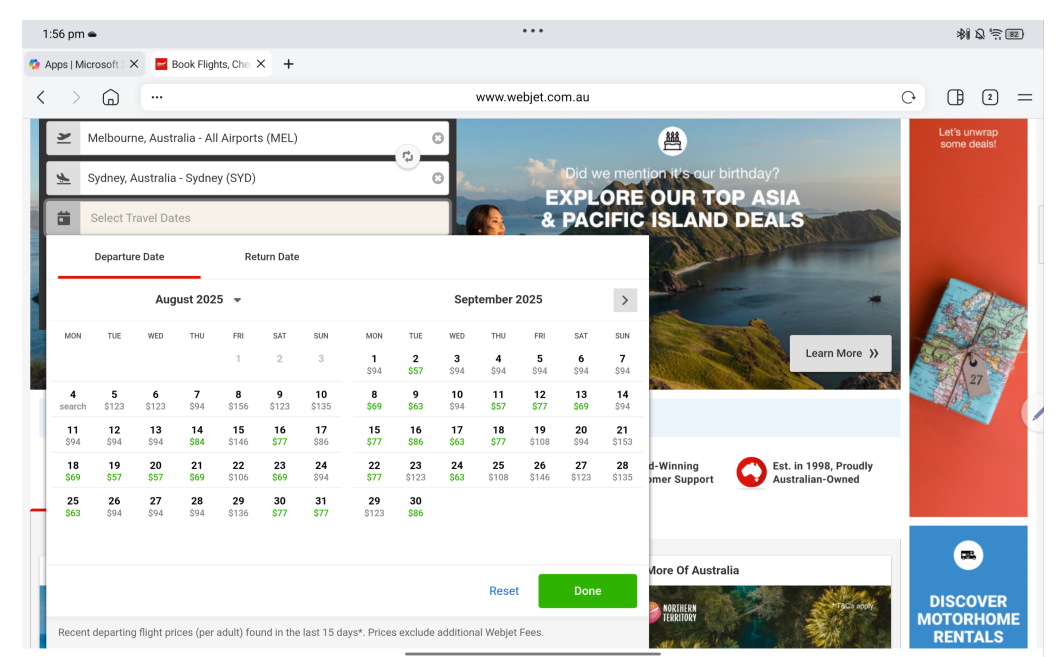 1:56 pm
82
Apps | Microsoft
Book Flights, Che
www.webjet.com.au
2
Melbourne, Australia - All Airports (MEL)
Sydney, Australia - Sydney (SYD)
Select Travel Dates
Did we mention it's our birthday?
EXPLORE OUR TOP ASIA
& PACIFIC ISLAND DEALS
Learn More
Let's unwrap
some deals!
27
Departure Date Return Date
August 2025
MON TUE WED THU FRI SAT SUN
1 2 3
4 5 6 7 8 9 10
search $123 $123 $94 $156 $123 $135
11 12 13 14 15 16 17
$94 $94 $94 $84 $146 $77 $86
18 19 20 21 22 23 24
$69 $57 $57 $69 $106 $69 $94
25 26 27 28 29 30 31
$63 $94 $94 $94 $136 $77 $77
September 2025
MON TUE WED THU FRI SAT SUN
1 2 3 4 5 6 7
$94 $57 $94 $94 $94 $94 $94
8 9 10 11 12 13 14
$69 $63 $94 $57 $77 $69 $94
15 16 17 18 19 20 21
$77 $86 $63 $77 $108 $94 $153
22 23 24 25 26 27 28
$77 $123 $63 $108 $146 $123 $135
29 30
$123 $86
Reset
Done
Recent departing flight prices (per adult) found in the last 15 days*. Prices exclude additional Webjet Fees.
d-Winning
omer Support
Est. in 1998, Proudly
Australian-Owned
More Of Australia
NORTHERN
TERRITORY
*T&Cs apply
DISCOVER
MOTORHOME
RENTALS